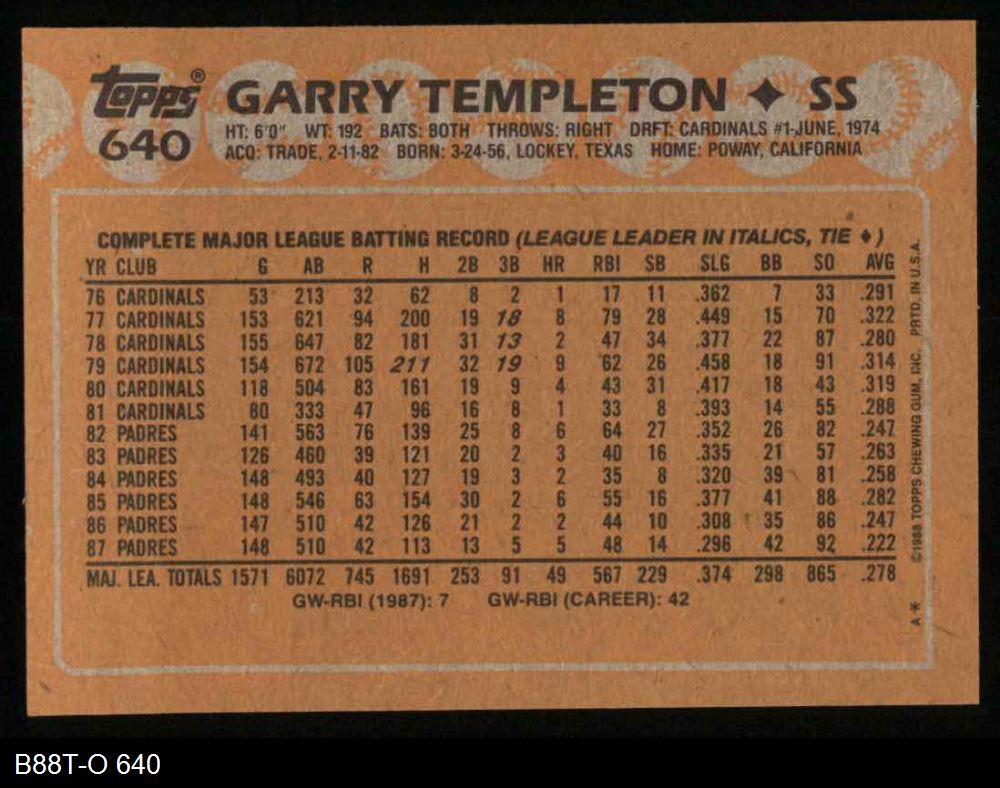 Topps® GARRY TEMPLETON ♦ SS
640 HT: 6'0" WT: 192 BATS: BOTH THROWS: RIGHT DRFT: CARDINALS #1-JUNE, 1974
ACQ: TRADE, 2-11-82 BORN: 3-24-56, LOCKEY, TEXAS HOME: POWAY, CALIFORNIA
COMPLETE MAJOR LEAGUE BATTING RECORD (LEAGUE LEADER IN ITALICS, TIE ♦)
YR CLUB G AB R H 2B 3B HR RBI SB SLG BB SO AVG
76 CARDINALS 53 213 32 62 8 2 1 17 11 .362 7 33 .291
77 CARDINALS 153 621 94 200 19 18 8 79 28 .449 15 70 .322
78 CARDINALS 155 647 82 181 31 13 2 47 34 .377 22 87 .280
79 CARDINALS 154 672 105 211 32 19 9 62 26 .458 18 91 .314
80 CARDINALS 118 504 83 161 19 9 4 43 31 .417 18 43 .319
81 CARDINALS 80 333 47 96 16 8 1 33 8 .393 14 55 .288
82 PADRES 141 563 76 139 25 8 6 64 27 .352 26 82 .247
83 PADRES 126 460 39 121 20 2 3 40 16 .335 21 57 .263
84 PADRES 148 493 40 127 19 3 2 35 8 .320 39 81 .258
85 PADRES 148 546 63 154 30 2 6 55 16 .377 41 88 .282
86 PADRES 147 510 42 126 21 2 2 44 10 .308 35 86 .247
87 PADRES 148 510 42 113 13 5 5 48 14 .296 42 92 .222
MAJ. LEA. TOTALS 1571 6072 745 1691 253 91 49 567 229 .374 298 865 .278
GW-RBI (1987): 7 GW-RBI (CAREER): 42
A* ©1988 TOPPS CHEWING GUM, INC. PRTD. IN U.S.A.
B88T-O 640